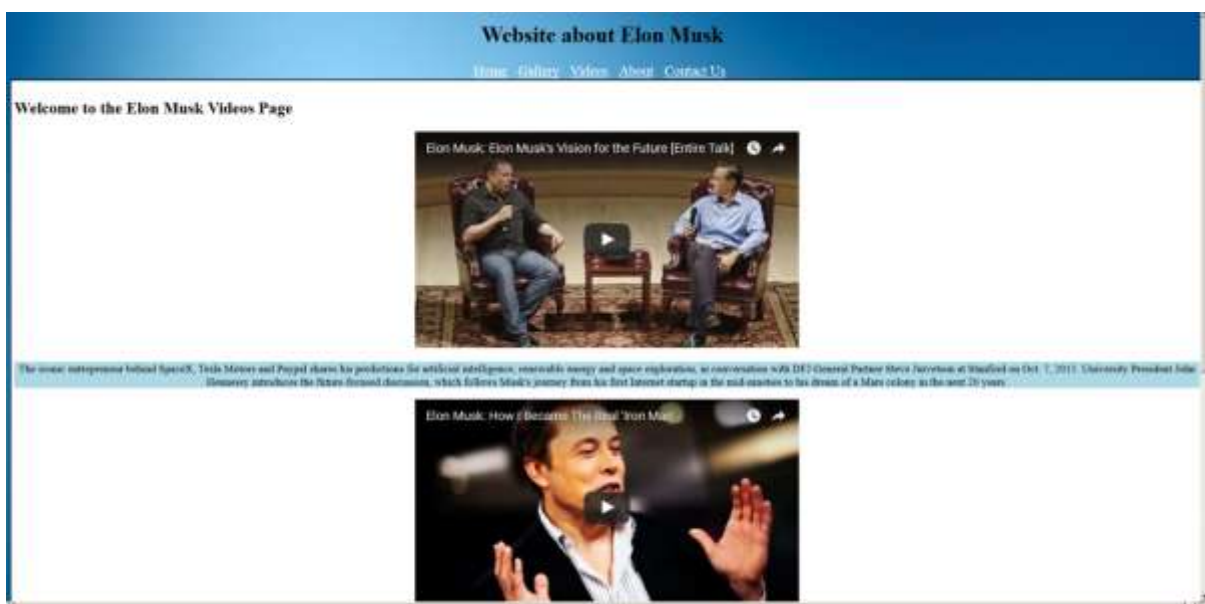 Website about Elon Musk
Home Gallery Videos About Contact Us
Welcome to the Elon Musk Videos Page
Elon Musk: Elon Musk's Vision for the Future [Entire Talk]
The iconic entrepreneur behind SpaceX, Tesla Motors and Paypal shares his predictions for artificial intelligence, renewable energy and space exploration, in conversation with DFJ General Partner Steve Jurvetson at Stanford on Oct. 7, 2015. University President John
Hennessy introduces the future-focused discussion, which follows Musk's journey from his first Internet startup in the mid-nineties to his dream of a Mars colony in the next 20 years.
Elon Musk: How I Became The Real 'Iron Man'